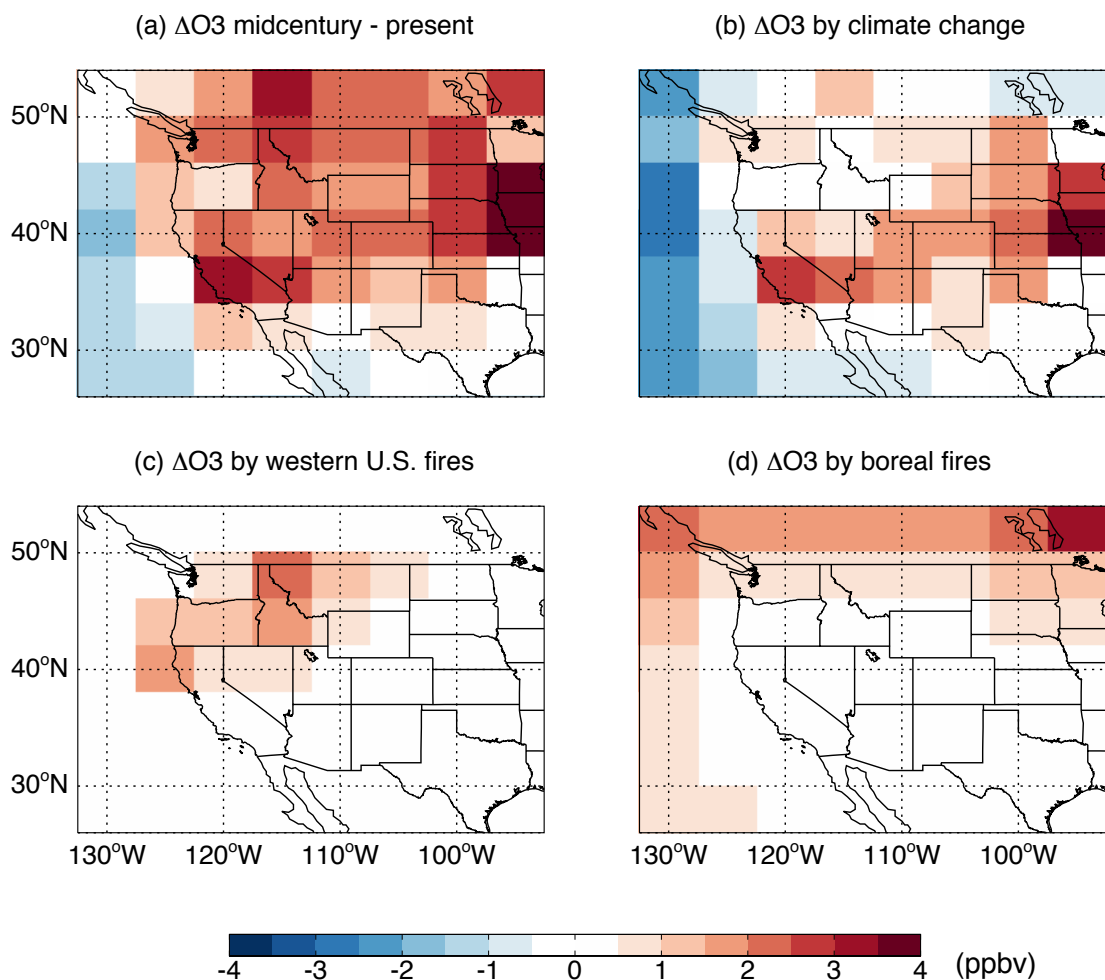 (a) ΔO3 midcentury - present
(b) ΔO3 by climate change
50°N
40°N
30°N
(c) ΔO3 by western U.S. fires
(d) ΔO3 by boreal fires
50°N
40°N
30°N
130°W 120°W 110°W 100°W
130°W 120°W 110°W 100°W
-4 -3 -2 -1 0 1 2 3 4 (ppbv)